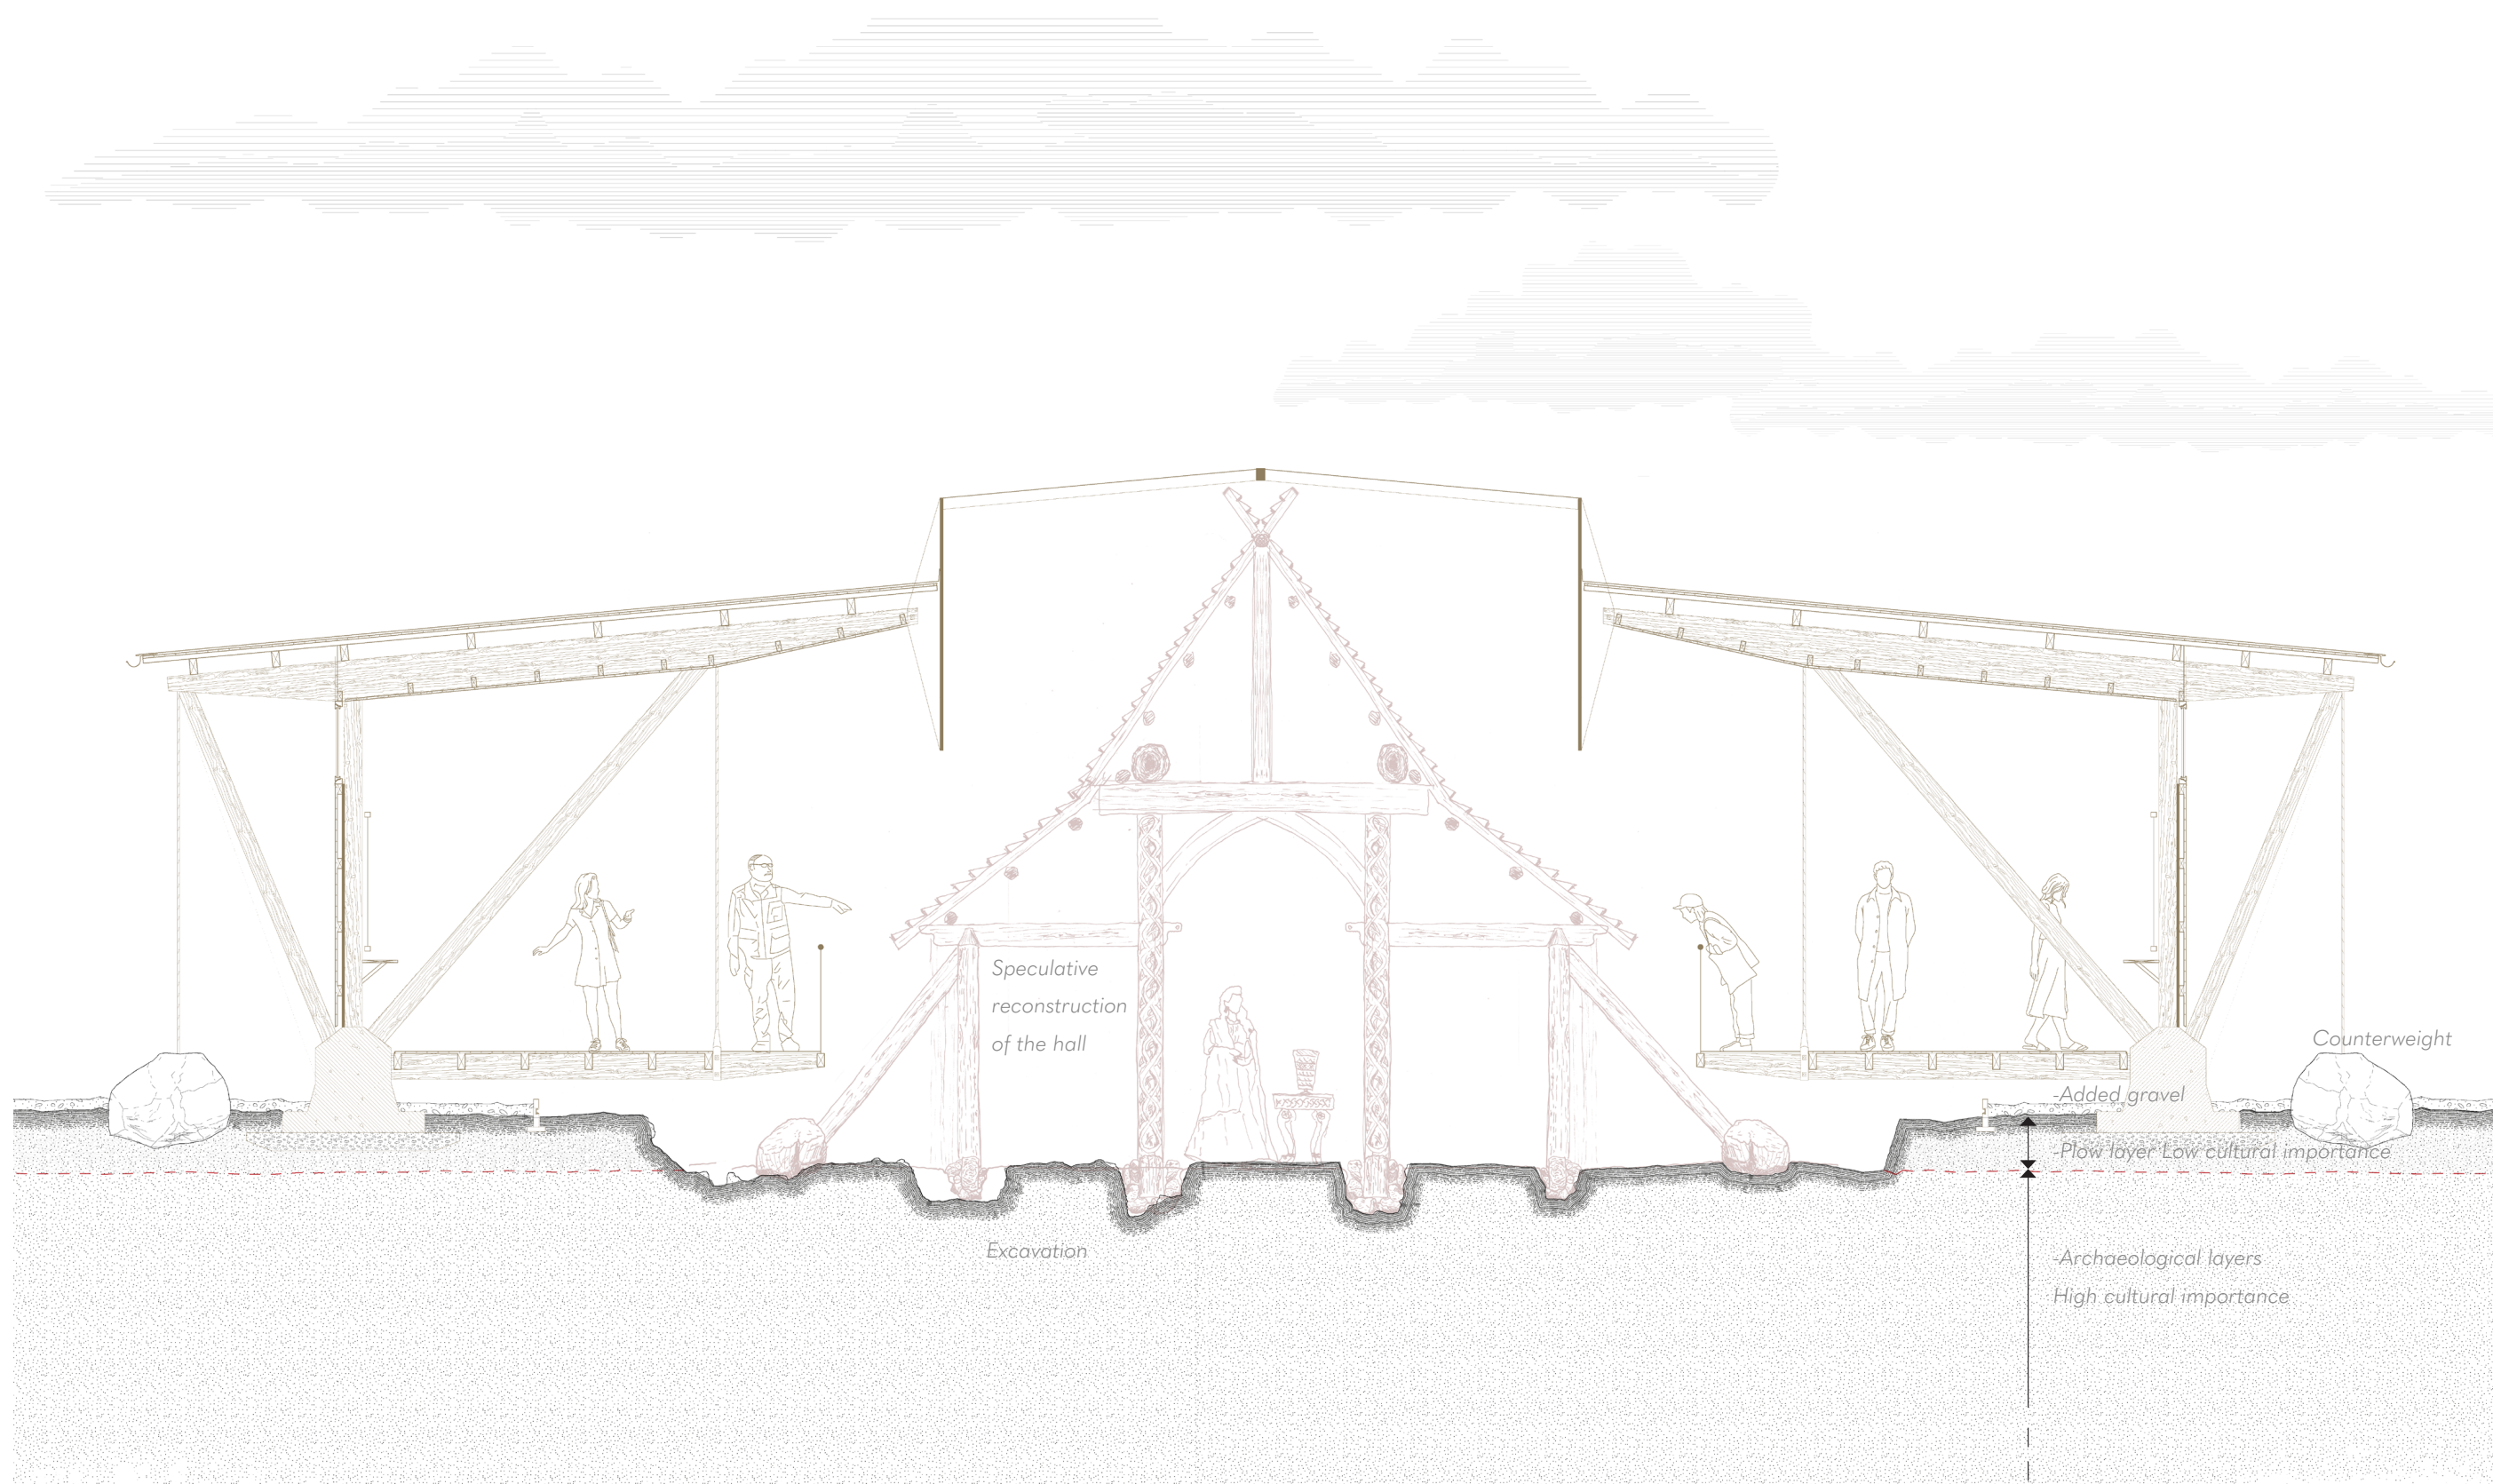 Speculative
reconstruction
of the hall
Counterweight
-Added gravel
-Plow layer Low cultural importance
Excavation
-Archaeological layers
High cultural importance